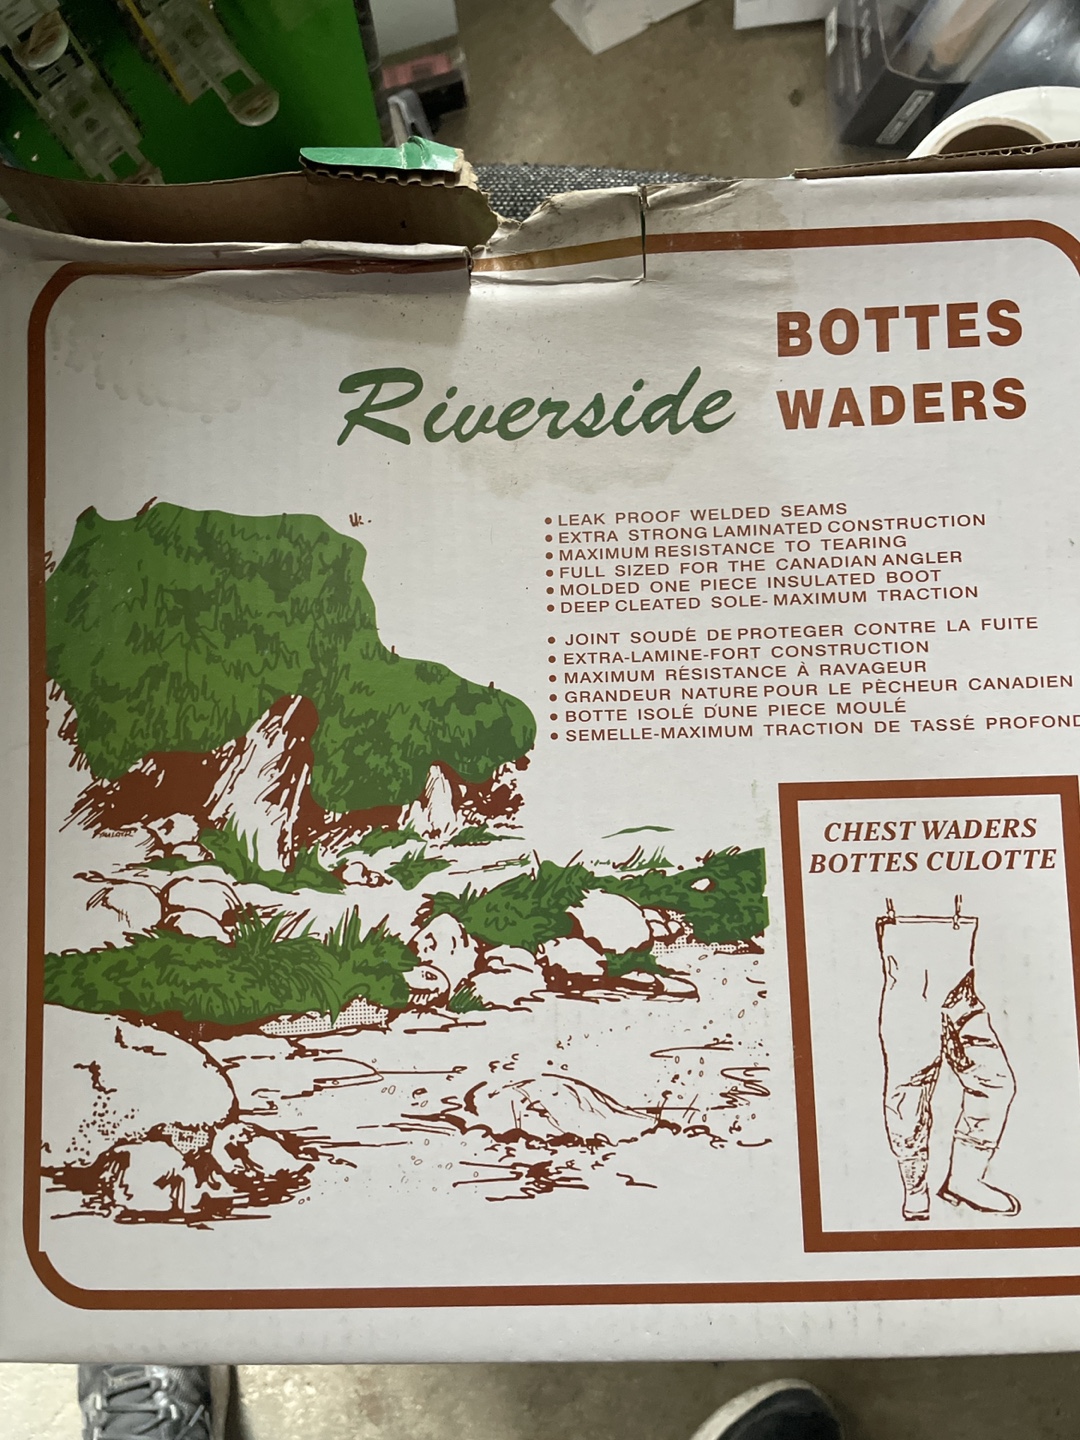 BOTTES
Riverside WADERS
• LEAK PROOF WELDED SEAMS
• EXTRA STRONG LAMINATED CONSTRUCTION
• MAXIMUM RESISTANCE TO TEARING
• FULL SIZED FOR THE CANADIAN ANGLER
• MOLDED ONE PIECE INSULATED BOOT
• DEEP CLEATED SOLE-MAXIMUM TRACTION
• JOINT SOUDÉ DE PROTEGER CONTRE LA FUITE
• EXTRA-LAMINE-FORT CONSTRUCTION
• MAXIMUM RÉSISTANCE À RAVAGEUR
• GRANDEUR NATURE POUR LE PÊCHEUR CANADIEN
• BOTTE ISOLÉ D'UNE PIECE MOULÉ
• SEMELLE-MAXIMUM TRACTION DE TASSÉ PROFOND
CHEST WADERS
BOTTES CULOTTE